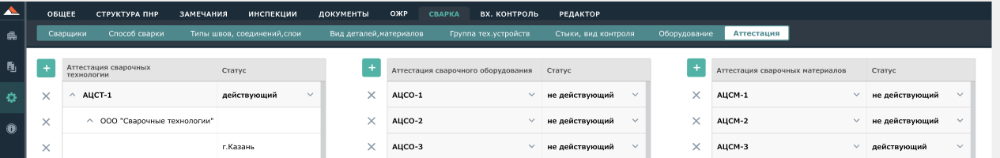 ОБЩЕЕ СТРУКТУРА ПНР ЗАМЕЧАНИЯ ИНСПЕКЦИИ ДОКУМЕНТЫ ОЖР СВАРКА ВХ. КОНТРОЛЬ РЕДАКТОР
Сварщики Способ сварки Типы швов, соединений,слои Вид деталей,материалов Группа тех.устройств Стыки, вид контроля Оборудование Аттестация
Аттестация сварочных
технологии Статус Аттестация сварочного оборудования Статус Аттестация сварочных материалов Статус
АЦСТ-1 действующий АЦСО-1 не действующий АЦСМ-1 не действующий
ООО "Сварочные технологии" АЦСО-2 не действующий АЦСМ-2 не действующий
г.Казань АЦСО-3 не действующий АЦСМ-3 действующий